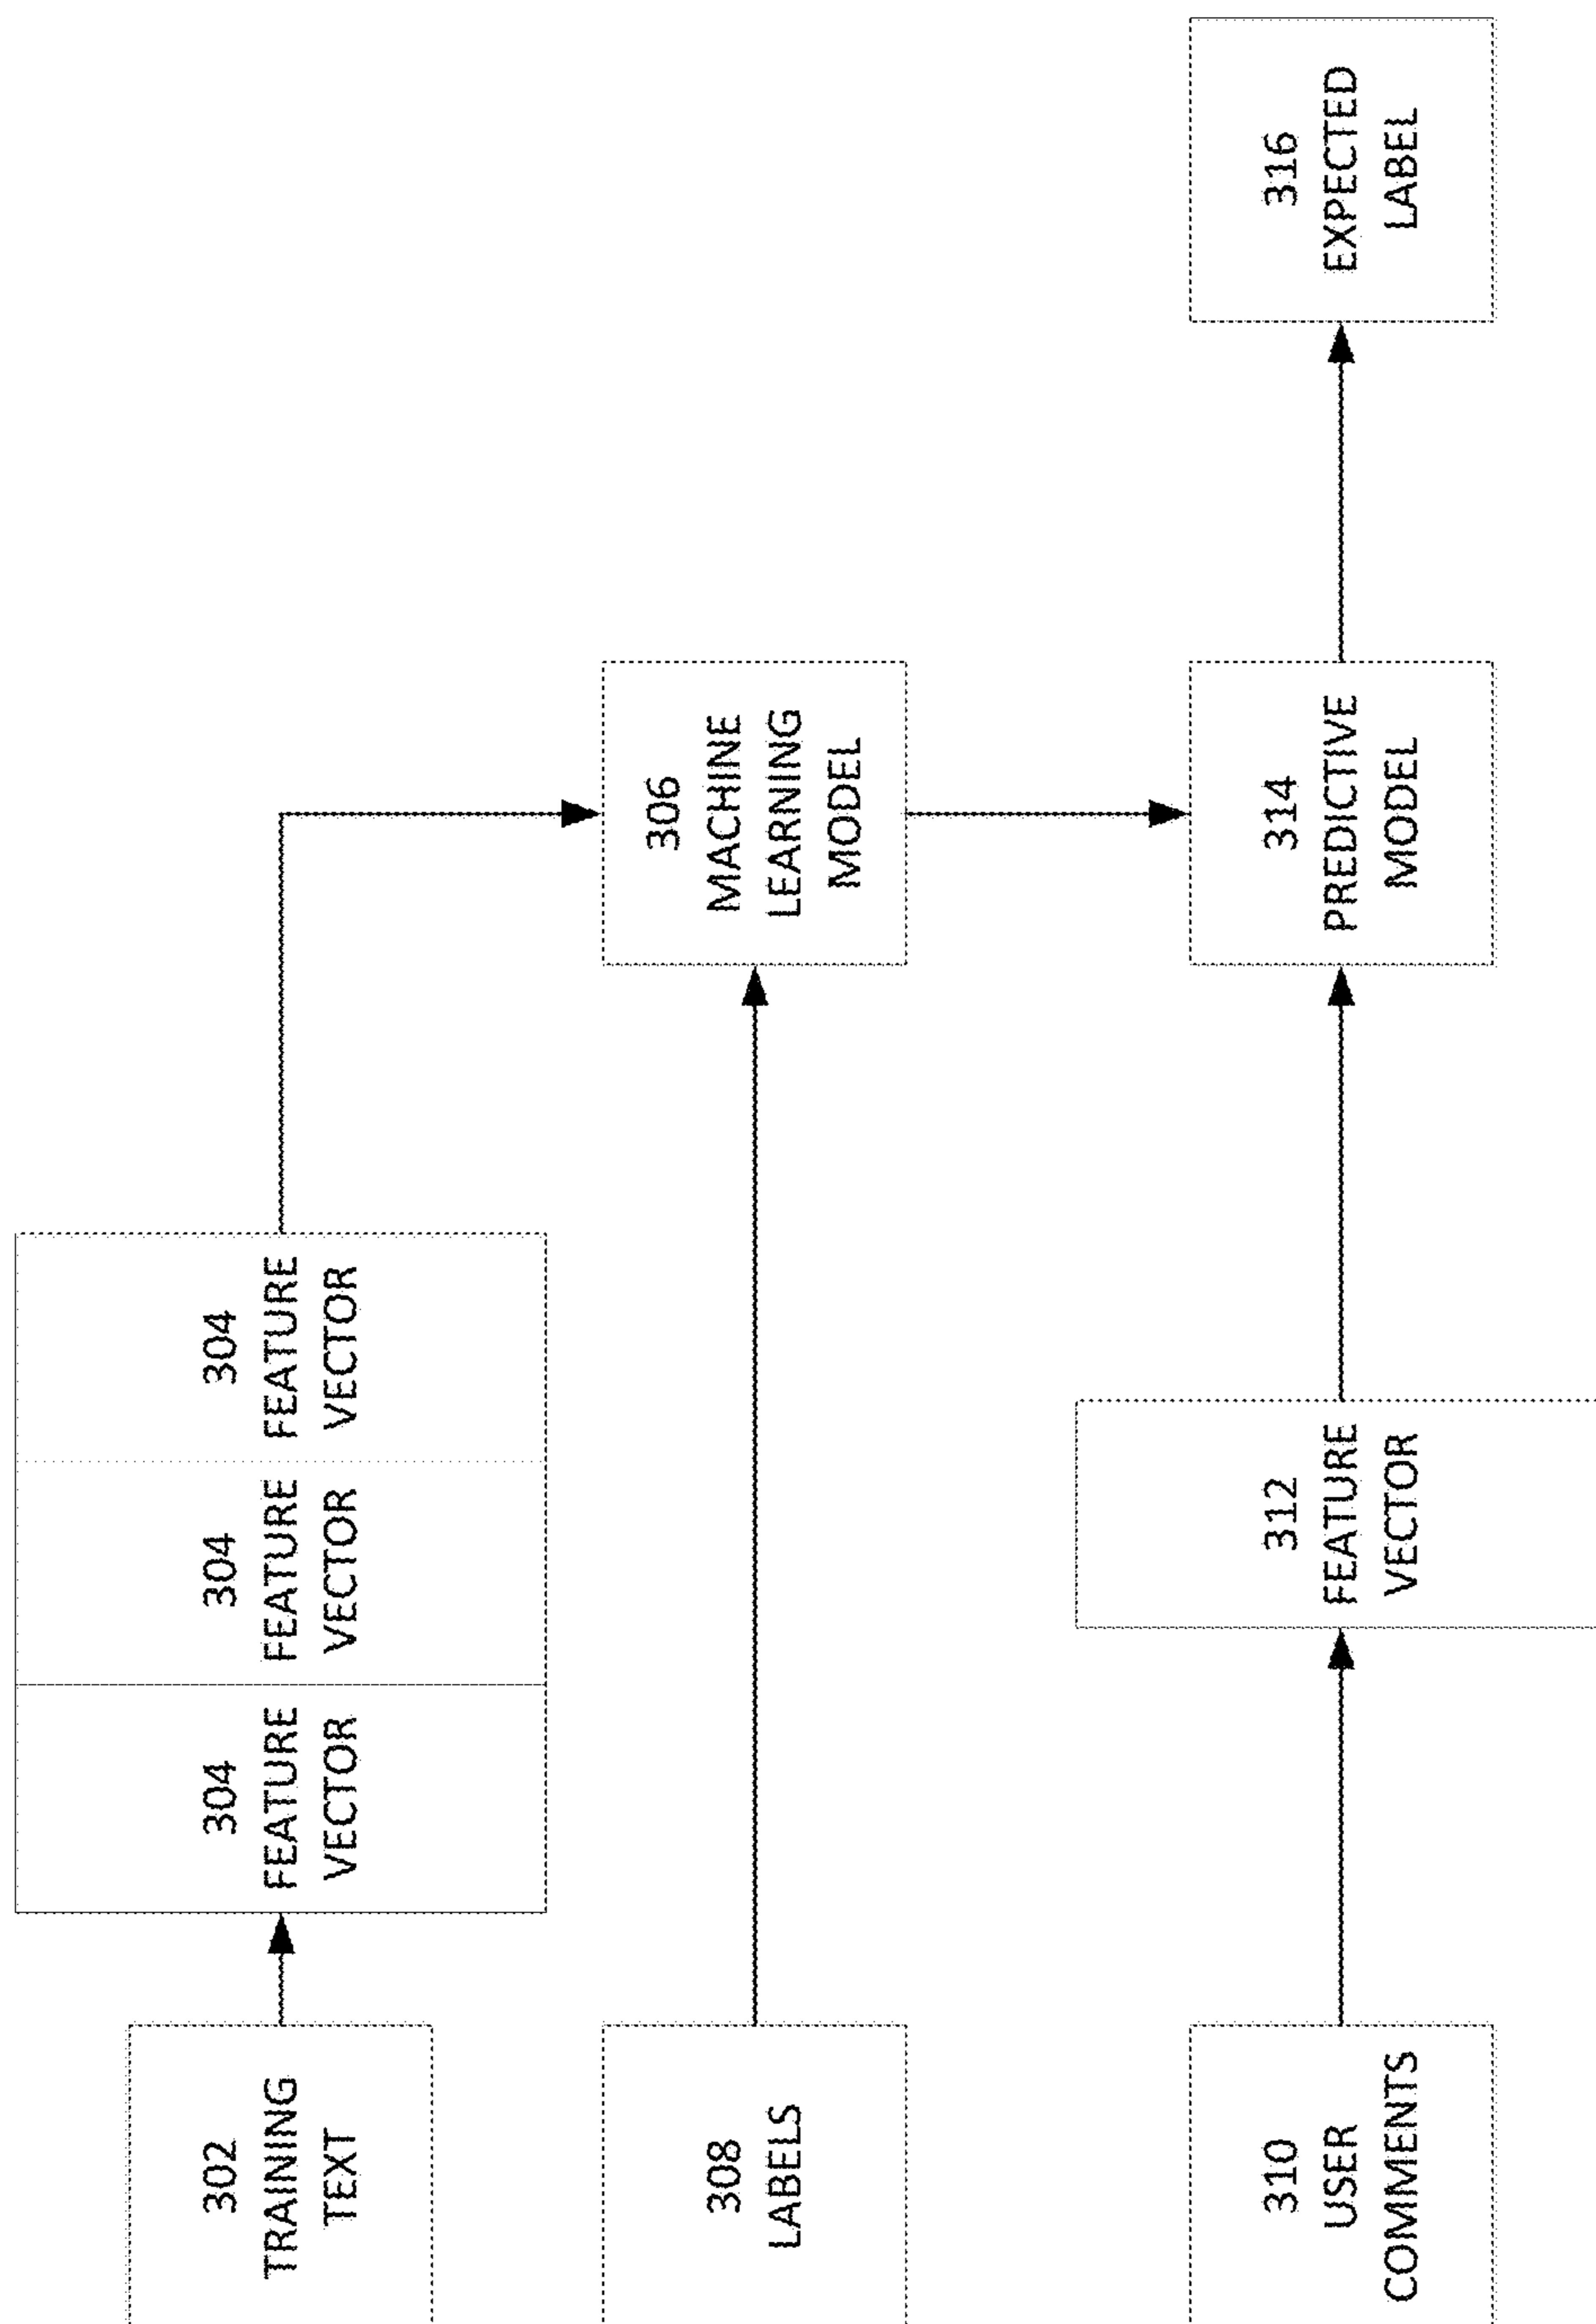 302
TRAINING
TEXT
304
FEATURE
VECTOR
304
FEATURE
VECTOR
304
FEATURE
VECTOR
308
LABELS
306
MACHINE
LEARNING
MODEL
310
USER
COMMENTS
312
FEATURE
VECTOR
314
PREDICTIVE
MODEL
316
EXPECTED
LABEL